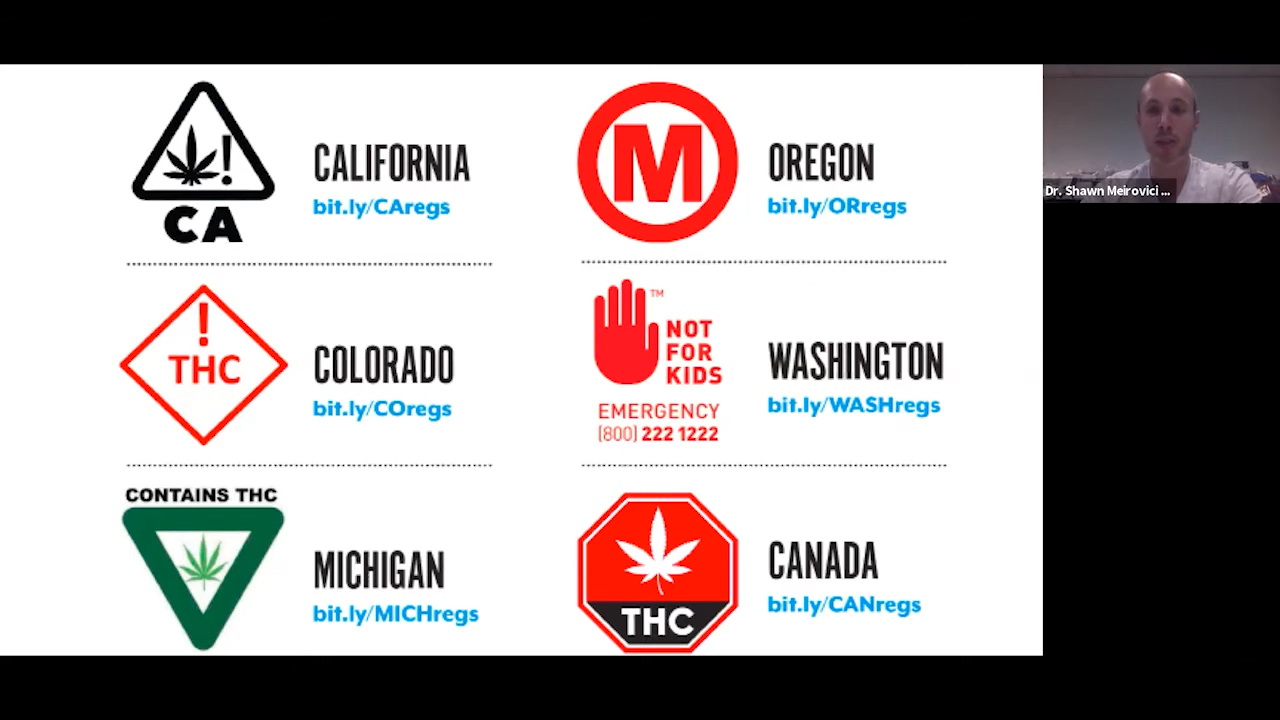 !
CA
CALIFORNIA
bit.ly/CAregs
M
OREGON
bit.ly/ORregs
!
THC
COLORADO
bit.ly/COregs
TM
NOT
FOR
KIDS
EMERGENCY
(800) 222 1222
WASHINGTON
bit.ly/WASHregs
CONTAINS THC
MICHIGAN
bit.ly/MICHregs
THC
CANADA
bit.ly/CANregs
Dr. Shawn Meirovici ...